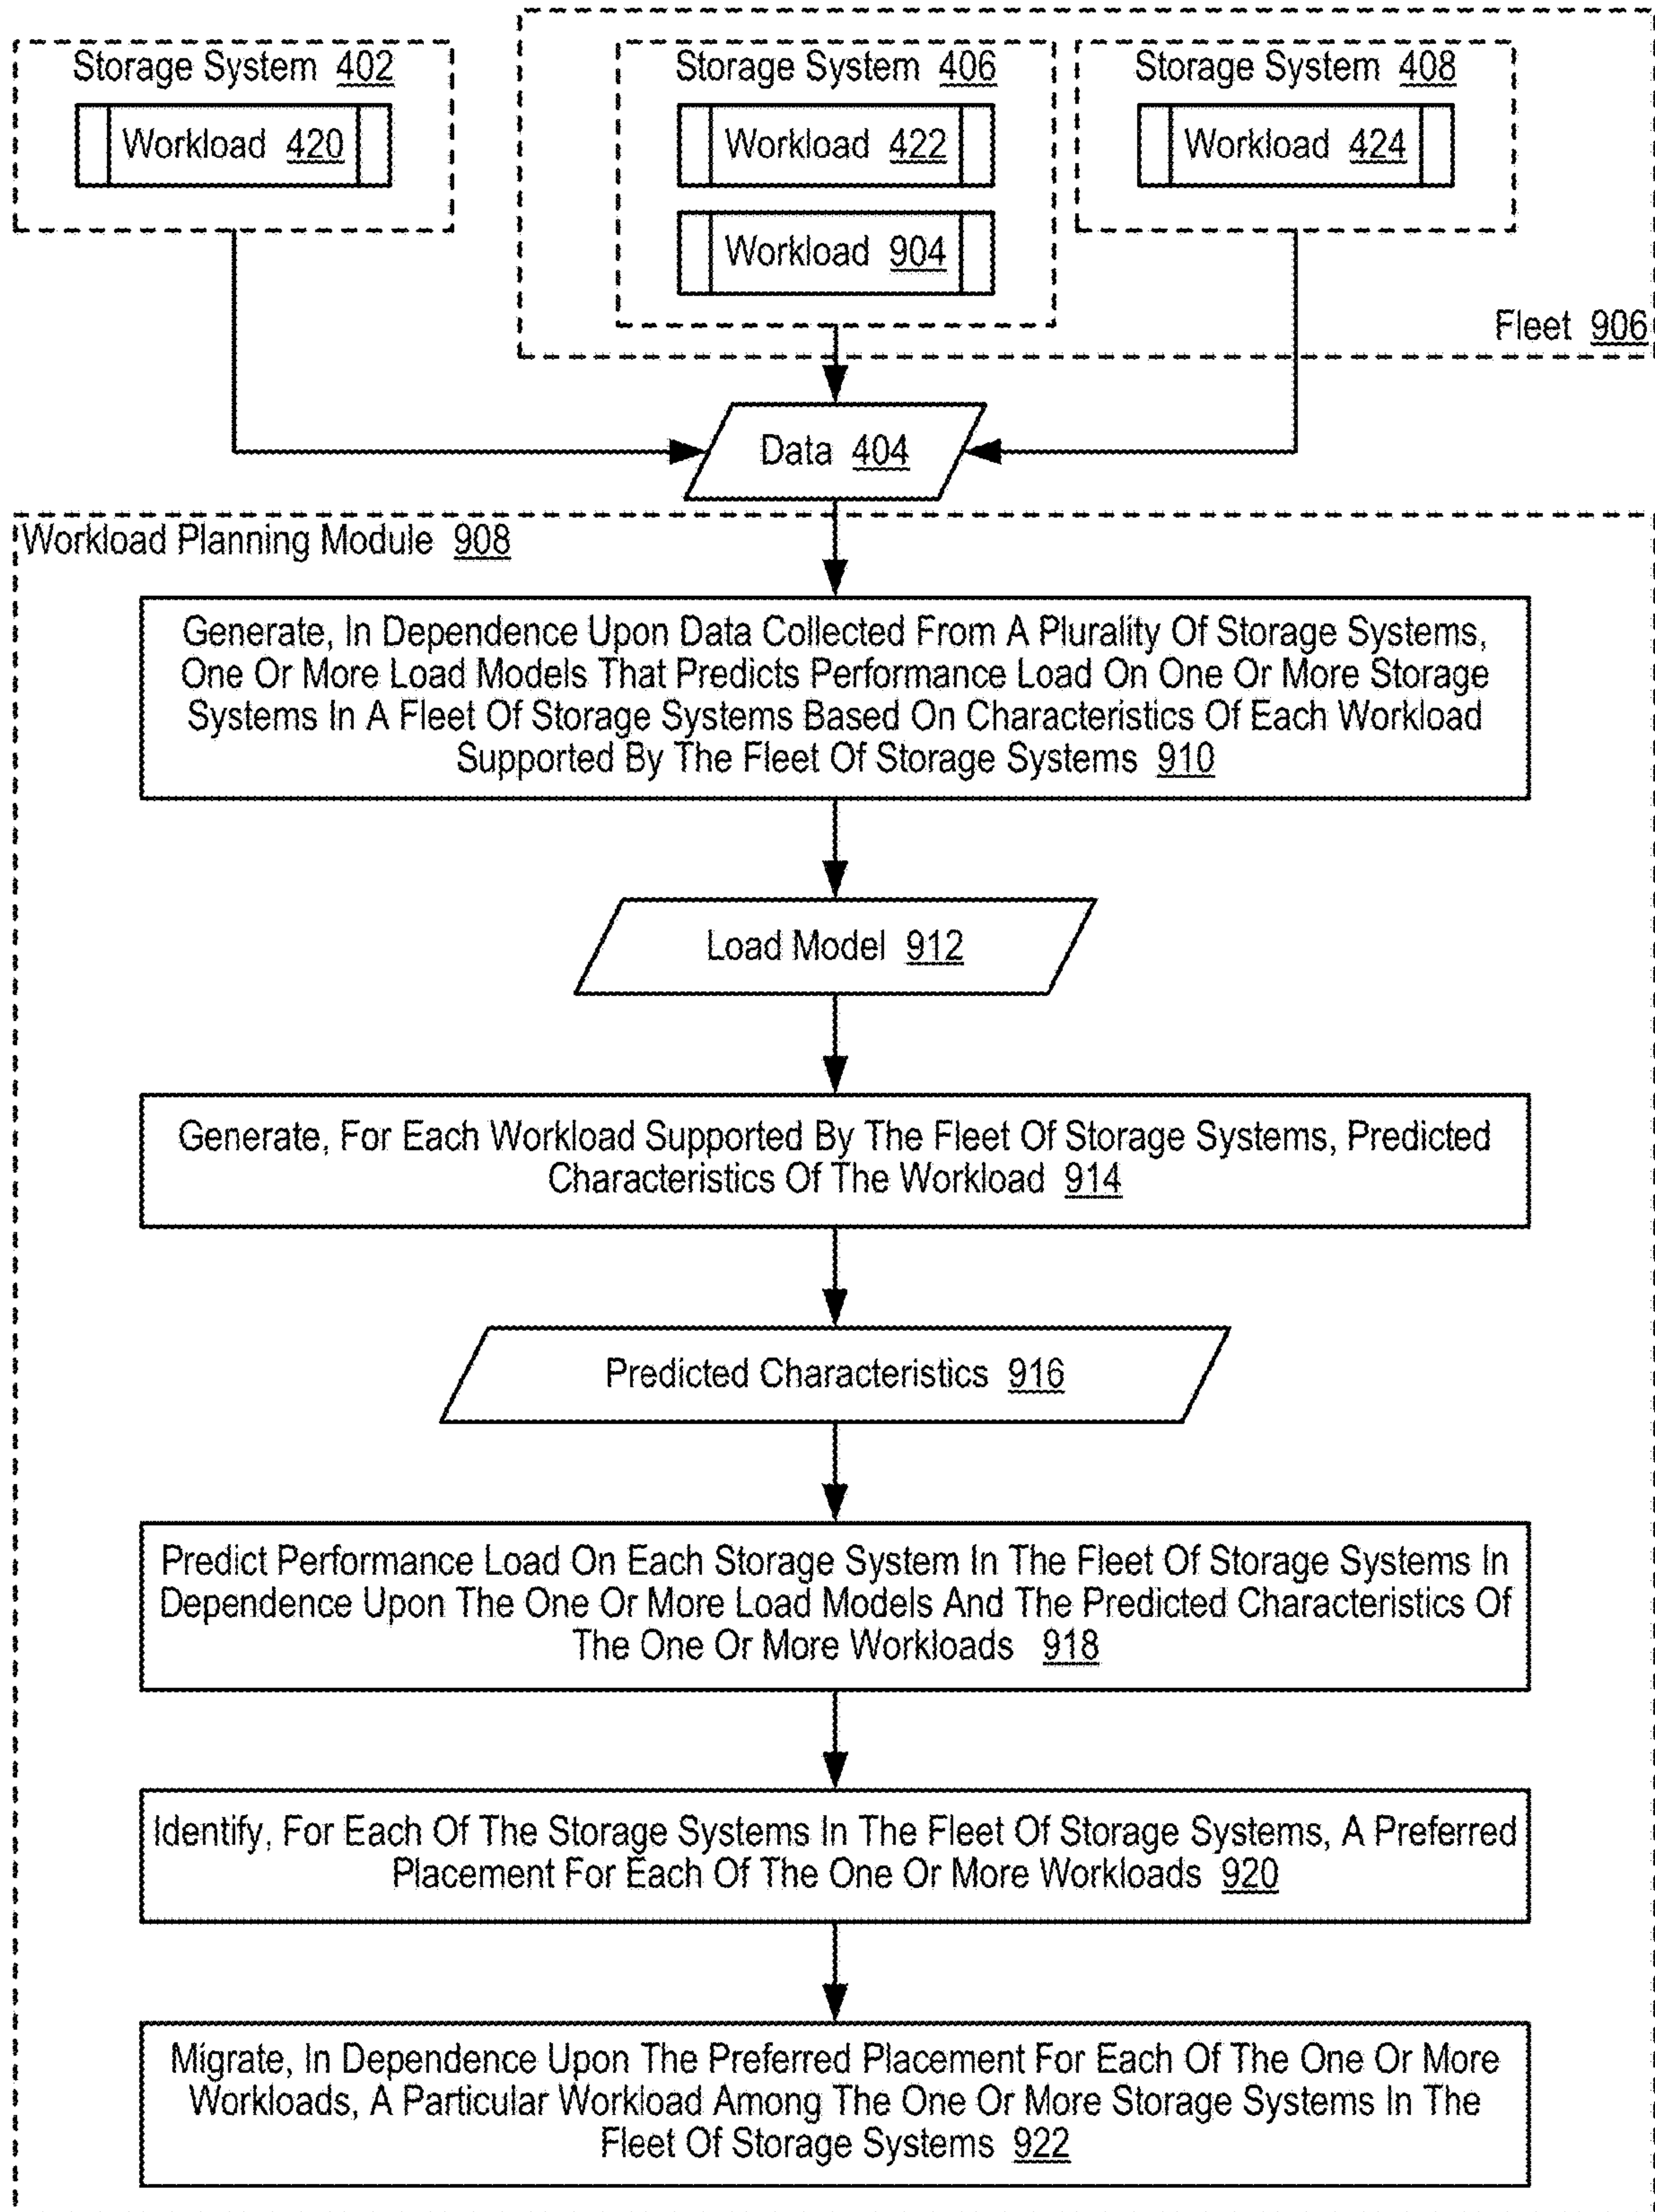 Storage System 402
Workload 420
Storage System 406
Workload 422
Workload 904
Storage System 408
Workload 424
Fleet 906
Data 404
Workload Planning Module 908
Generate, In Dependence Upon Data Collected From A Plurality Of Storage Systems,
One Or More Load Models That Predicts Performance Load On One Or More Storage
Systems In A Fleet Of Storage Systems Based On Characteristics Of Each Workload
Supported By The Fleet Of Storage Systems 910
Load Model 912
Generate, For Each Workload Supported By The Fleet Of Storage Systems, Predicted
Characteristics Of The Workload 914
Predicted Characteristics 916
Predict Performance Load On Each Storage System In The Fleet Of Storage Systems In
Dependence Upon The One Or More Load Models And The Predicted Characteristics Of
The One Or More Workloads 918
Identify, For Each Of The Storage Systems In The Fleet Of Storage Systems, A Preferred
Placement For Each Of The One Or More Workloads 920
Migrate, In Dependence Upon The Preferred Placement For Each Of The One Or More
Workloads, A Particular Workload Among The One Or More Storage Systems In The
Fleet Of Storage Systems 922